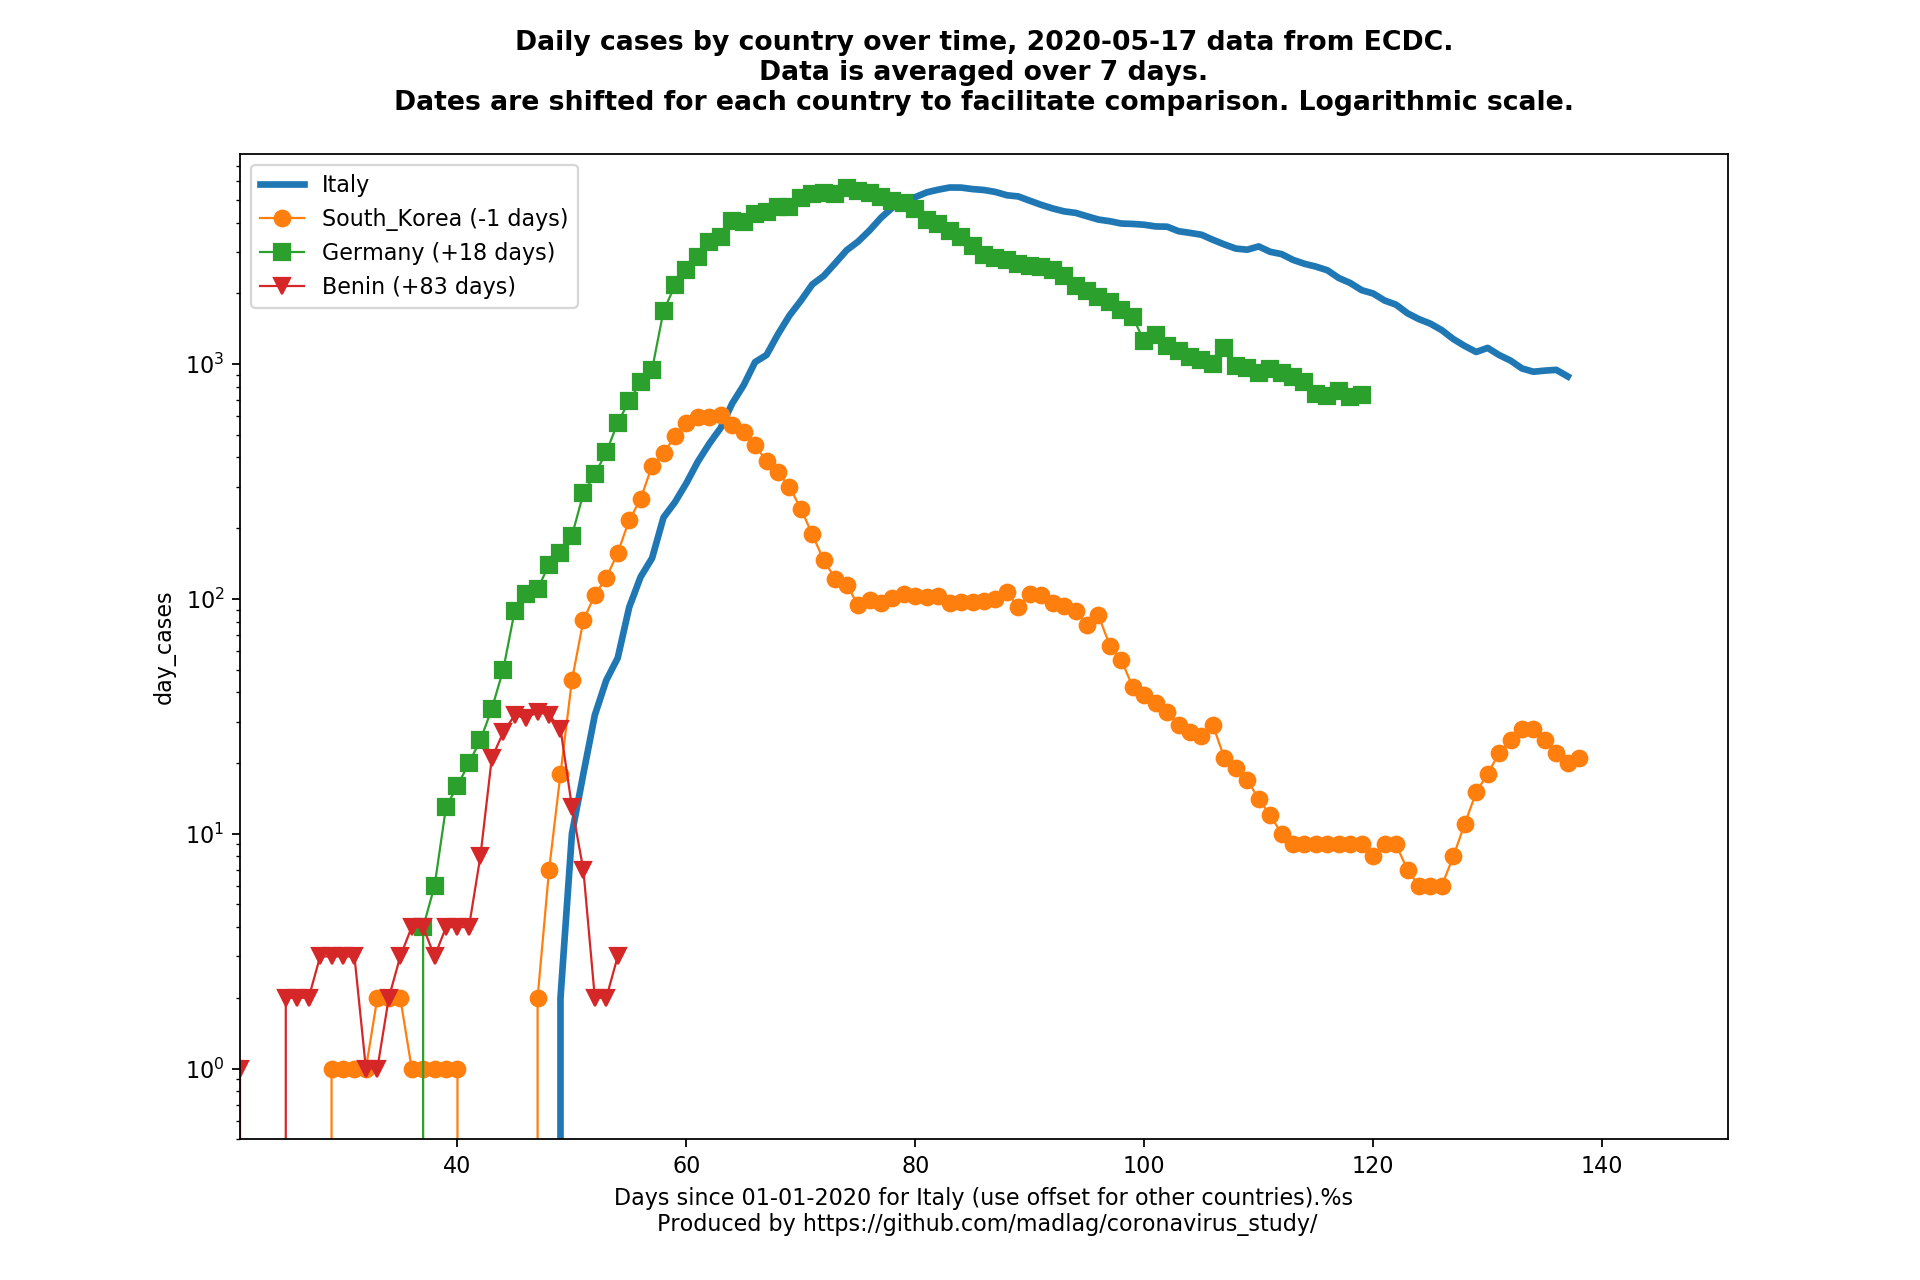 Daily cases by country over time, 2020-05-17 data from ECDC.
Data is averaged over 7 days.
Dates are shifted for each country to facilitate comparison. Logarithmic scale.
Italy
South_Korea (-1 days)
Germany (+18 days)
Benin (+83 days)
10³
10²
10¹
10⁰
day_cases
40 60 80 100 120 140
Days since 01-01-2020 for Italy (use offset for other countries).%s
Produced by https://github.com/madlag/coronavirus_study/